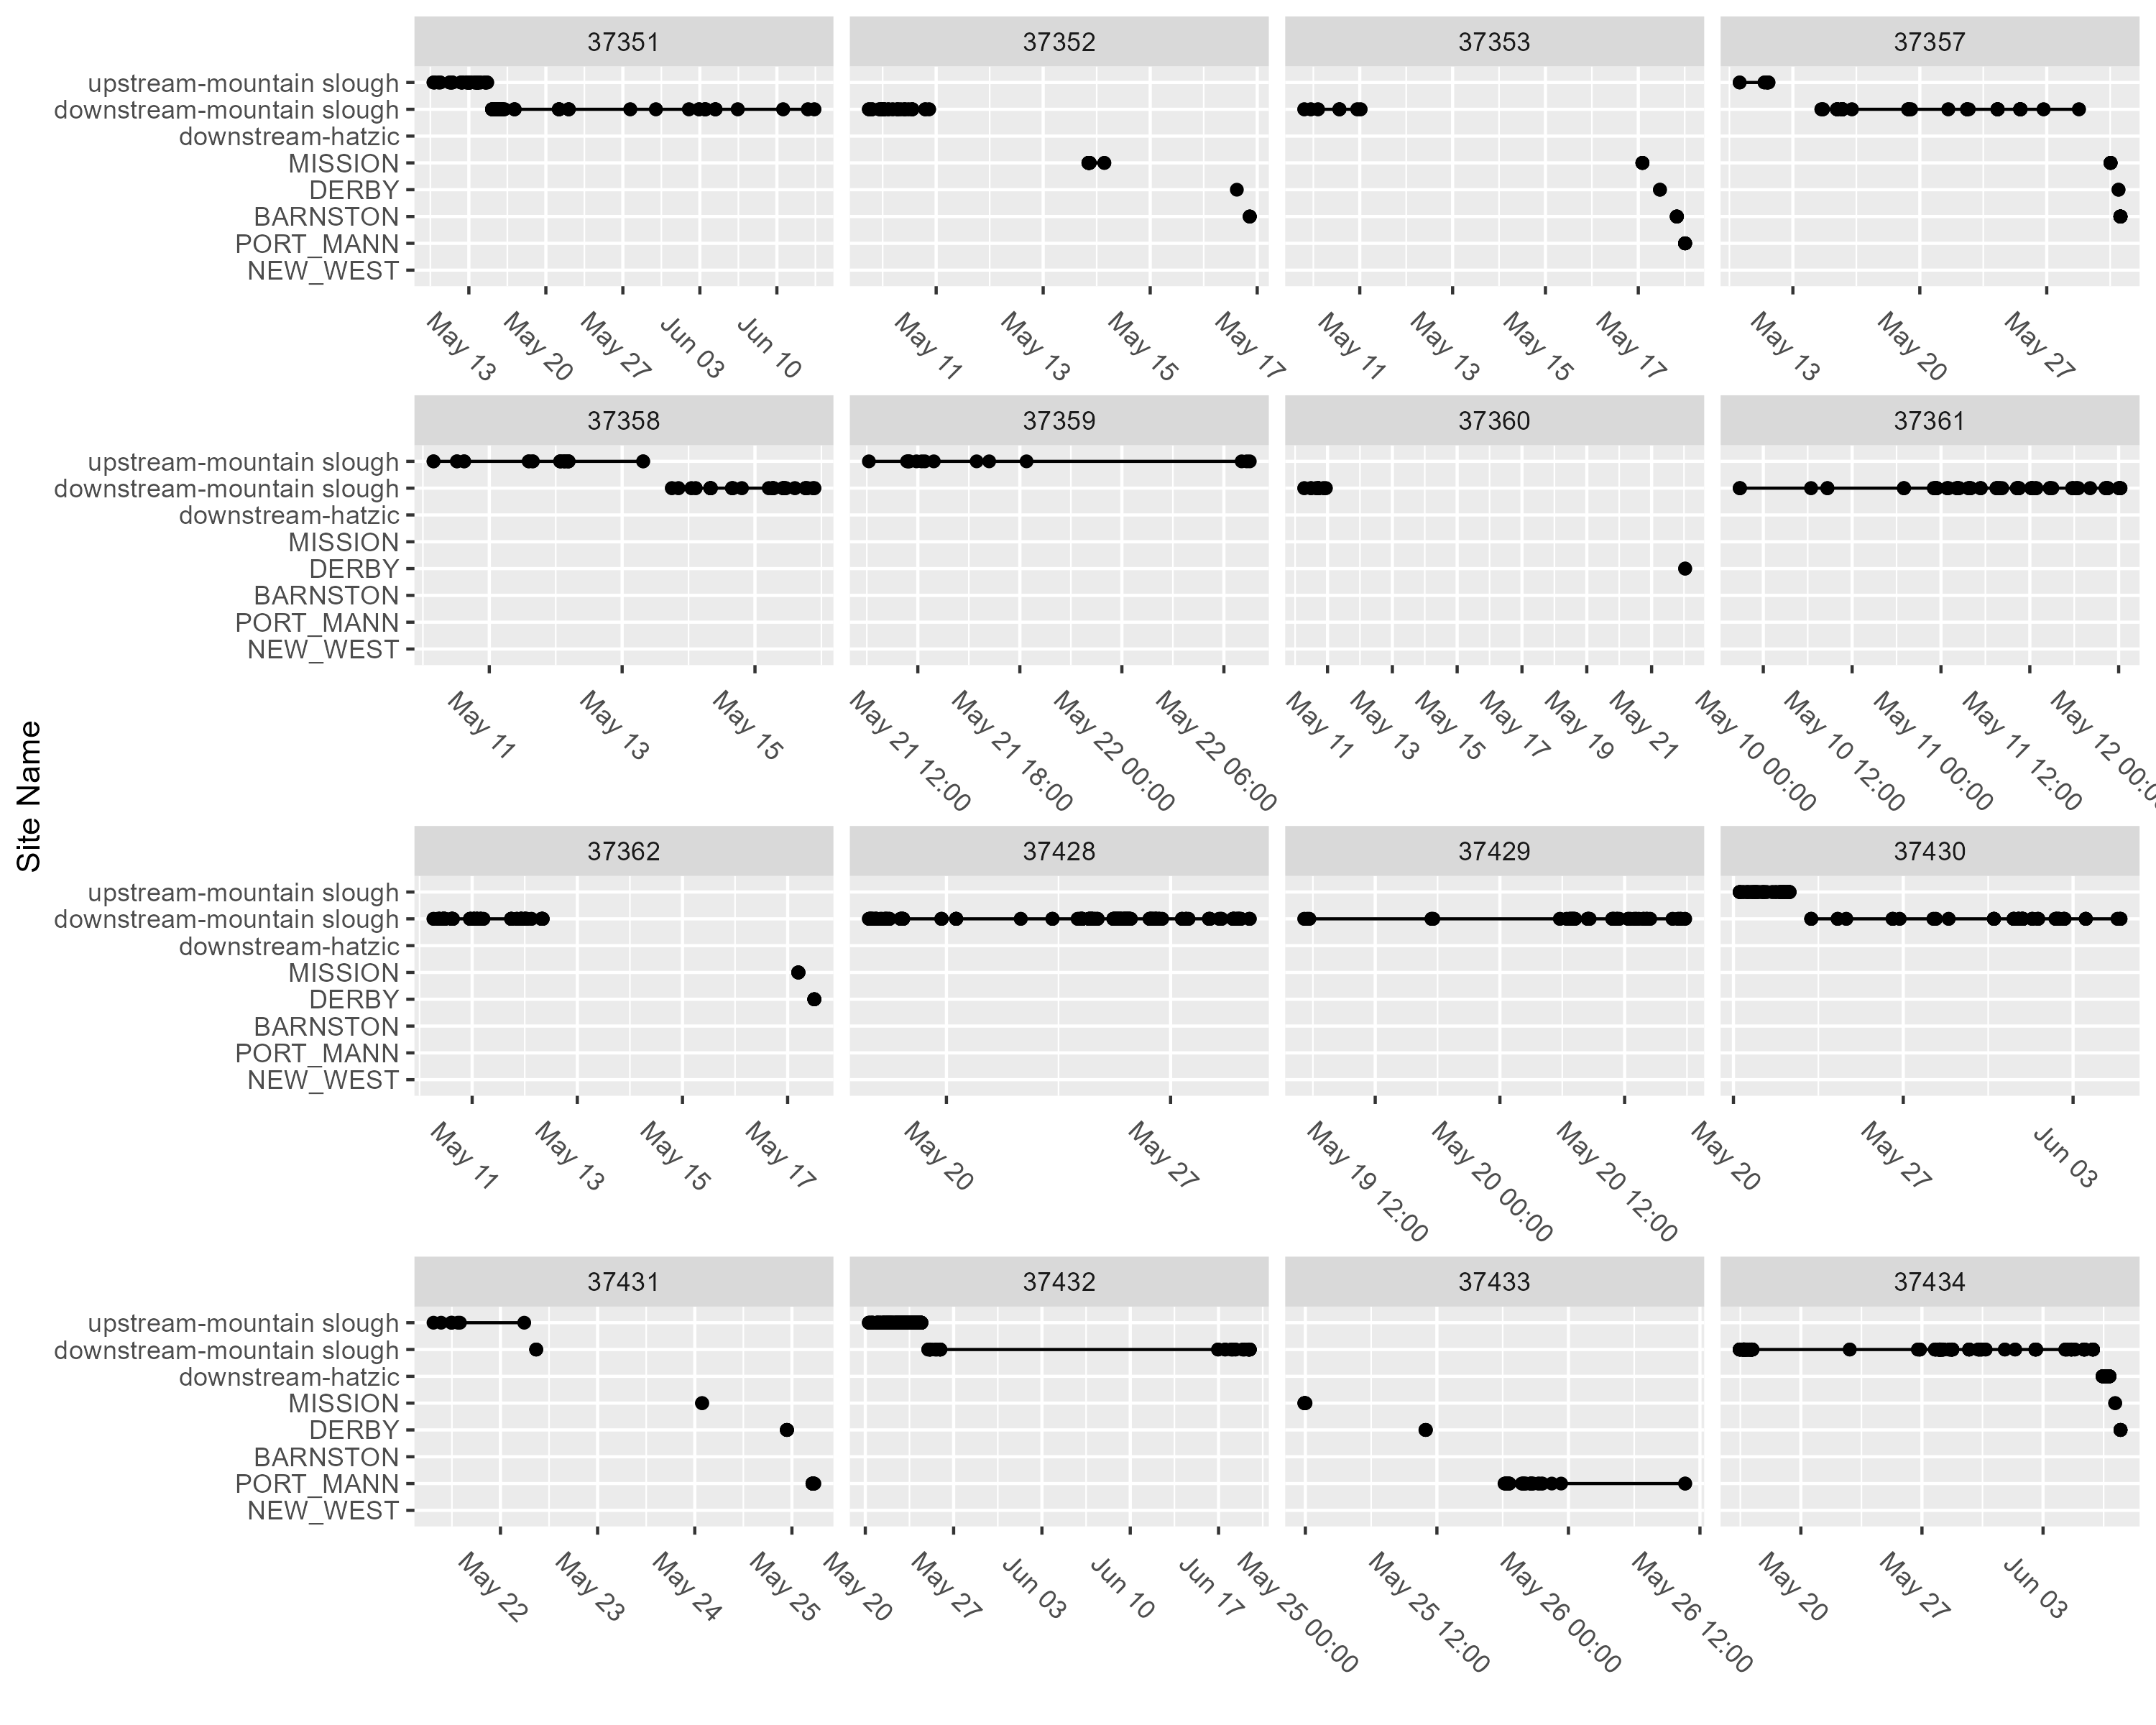 37351 37352 37353 37357
upstream-mountain slough
downstream-mountain slough
downstream-hatzic
MISSION
DERBY
BARNSTON
PORT_MANN
NEW_WEST
May 13 May 20 May 27 Jun 03 Jun 10 May 11 May 13 May 15 May 17 May 11 May 13 May 15 May 17 May 13 May 20 May 27
37358 37359 37360 37361
upstream-mountain slough
downstream-mountain slough
downstream-hatzic
MISSION
DERBY
BARNSTON
PORT_MANN
NEW_WEST
May 11 May 13 May 15 May 21 12:00 May 21 18:00 May 22 00:00 May 22 06:00 May 11 May 13 May 15 May 17 May 19 May 21 May 10 00:00 May 10 12:00 May 11 00:00 May 11 12:00 May 12
Site Name
37362 37428 37429 37430
upstream-mountain slough
downstream-mountain slough
downstream-hatzic
MISSION
DERBY
BARNSTON
PORT_MANN
NEW_WEST
May 11 May 13 May 15 May 17 May 20 May 27 May 19 12:00 May 20 00:00 May 20 12:00 May 20 May 27 Jun 03
37431 37432 37433 37434
upstream-mountain slough
downstream-mountain slough
downstream-hatzic
MISSION
DERBY
BARNSTON
PORT_MANN
NEW_WEST
May 22 May 23 May 24 May 25 May 20 May 27 Jun 03 Jun 10 Jun 17 May 25 00:00 May 25 12:00 May 26 00:00 May 26 12:00 May 20 May 27 Jun 03